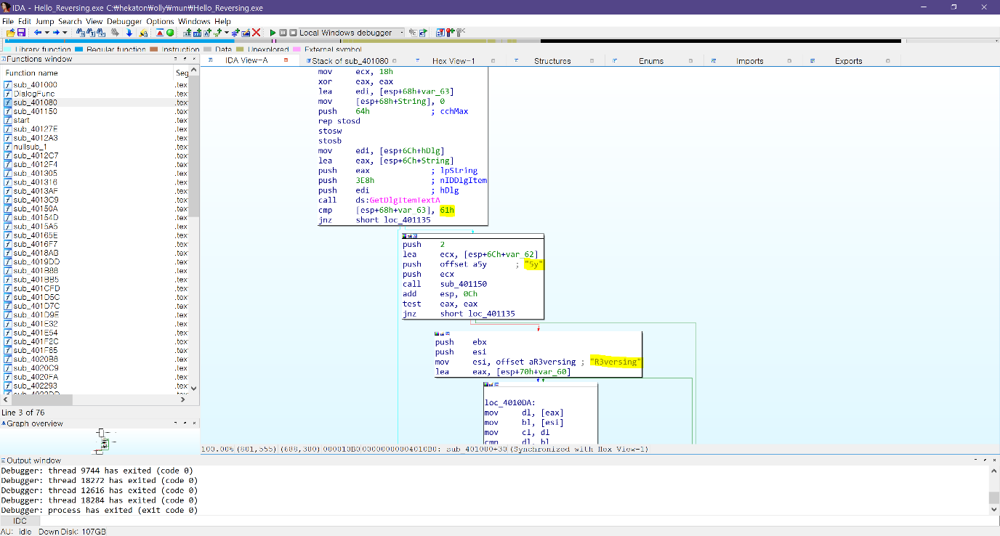 IDA - Hello_Reversing.exe C:￦hekaton￦olly￦mun￦Hello_Reversing.exe
File Edit Jump Search View Debugger Options Windows Help
Local Windows debugger
Library function Regular function Instruction Data Unexplored External symbol
Functions window
IDA View-A Stack of sub_401080 Hex View-1 Structures Enums Imports Exports
Function name Seg
sub_401000 .tex
DialogFunc .tex
sub_401080 .tex
sub_401150 .tex
start .tex
sub_40127E .tex
sub_4012A3 .tex
nullsub_1 .tex
sub_4012C7 .tex
sub_4012F4 .tex
sub_401305 .tex
sub_401316 .tex
sub_4013AF .tex
sub_4013C9 .tex
sub_40150A .tex
sub_40154D .tex
sub_4015A5 .tex
sub_40165E .tex
sub_4016F7 .tex
sub_4018AB .tex
sub_4019DD .tex
sub_401B88 .tex
sub_401BB5 .tex
sub_401CFD .tex
sub_401D5C .tex
sub_401D7C .tex
sub_401D9E .tex
sub_401E32 .tex
sub_401E54 .tex
sub_401F2C .tex
sub_401F65 .tex
sub_4020B8 .tex
sub_4020C9 .tex
sub_4020FA .tex
sub_402293 .tex
Line 3 of 76
Graph overview
mov ecx, 18h
xor eax, eax
lea edi, [esp+68h+var_63]
mov [esp+68h+String], 0
push 64h ; cchMax
rep stosd
stosw
stosb
mov edi, [esp+6Ch+hDlg]
lea eax, [esp+6Ch+String]
push eax ; lpString
push 3E8h ; nIDDlgItem
push edi ; hDlg
call ds:GetDlgItemTextA
cmp [esp+68h+var_63], 61h
jnz short loc_401135
push 2
lea ecx, [esp+6Ch+var_62]
push offset a5y ; "5y"
push ecx
call sub_401150
add esp, 0Ch
test eax, eax
jnz short loc_401135
push ebx
push esi
mov esi, offset aR3versing ; "R3versing"
lea eax, [esp+70h+var_60]
loc_4010DA:
mov dl, [eax]
mov bl, [esi]
mov cl, dl
cmp dl, bl
100.00% (801,555) (688,300) 000010B0 00000000004010B0: sub_401080+30 (Synchronized with Hex View-1)
Output window
Debugger: thread 9744 has exited (code 0)
Debugger: thread 18272 has exited (code 0)
Debugger: thread 12616 has exited (code 0)
Debugger: thread 18284 has exited (code 0)
Debugger: process has exited (exit code 0)
IDC
AU: idle Down Disk: 107GB